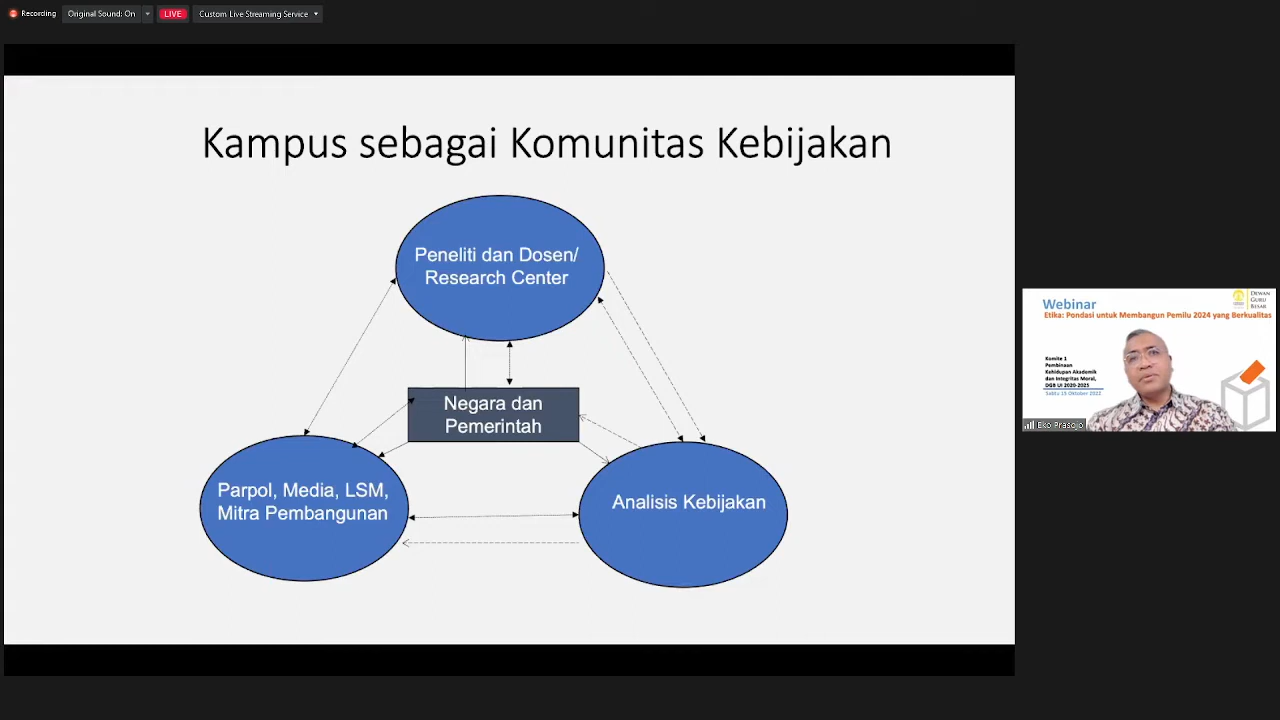 Recording
Original Sound: On
LIVE
Custom Live Streaming Service
Kampus sebagai Komunitas Kebijakan
Peneliti dan Dosen/
Research Center
Negara dan
Pemerintah
Parpol, Media, LSM,
Mitra Pembangunan
Analisis Kebijakan
Webinar
Etika: Pondasi untuk Membangun Pemilu 2024 yang Berkualitas
DEWAN
GURU
BESAR
Komite 1
Pembinaan
Kehidupan Akademik
dan Integritas Moral,
DGB UI 2020-2025
Sabtu 15 Oktober 2022
Eko Prasojo